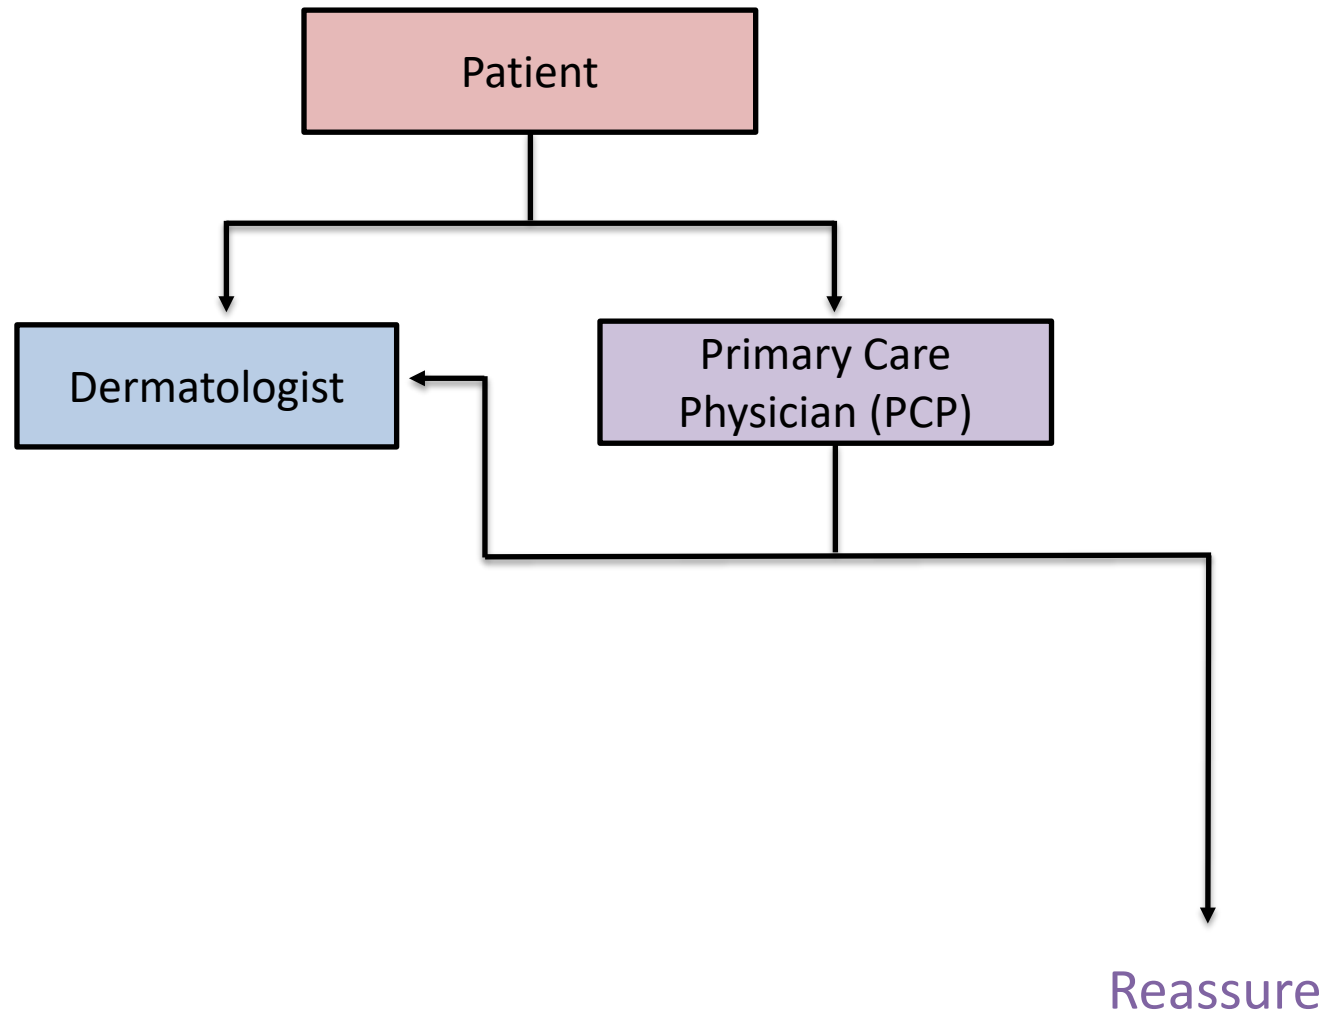 Patient
Dermatologist
Primary Care
Physician (PCP)
Reassure